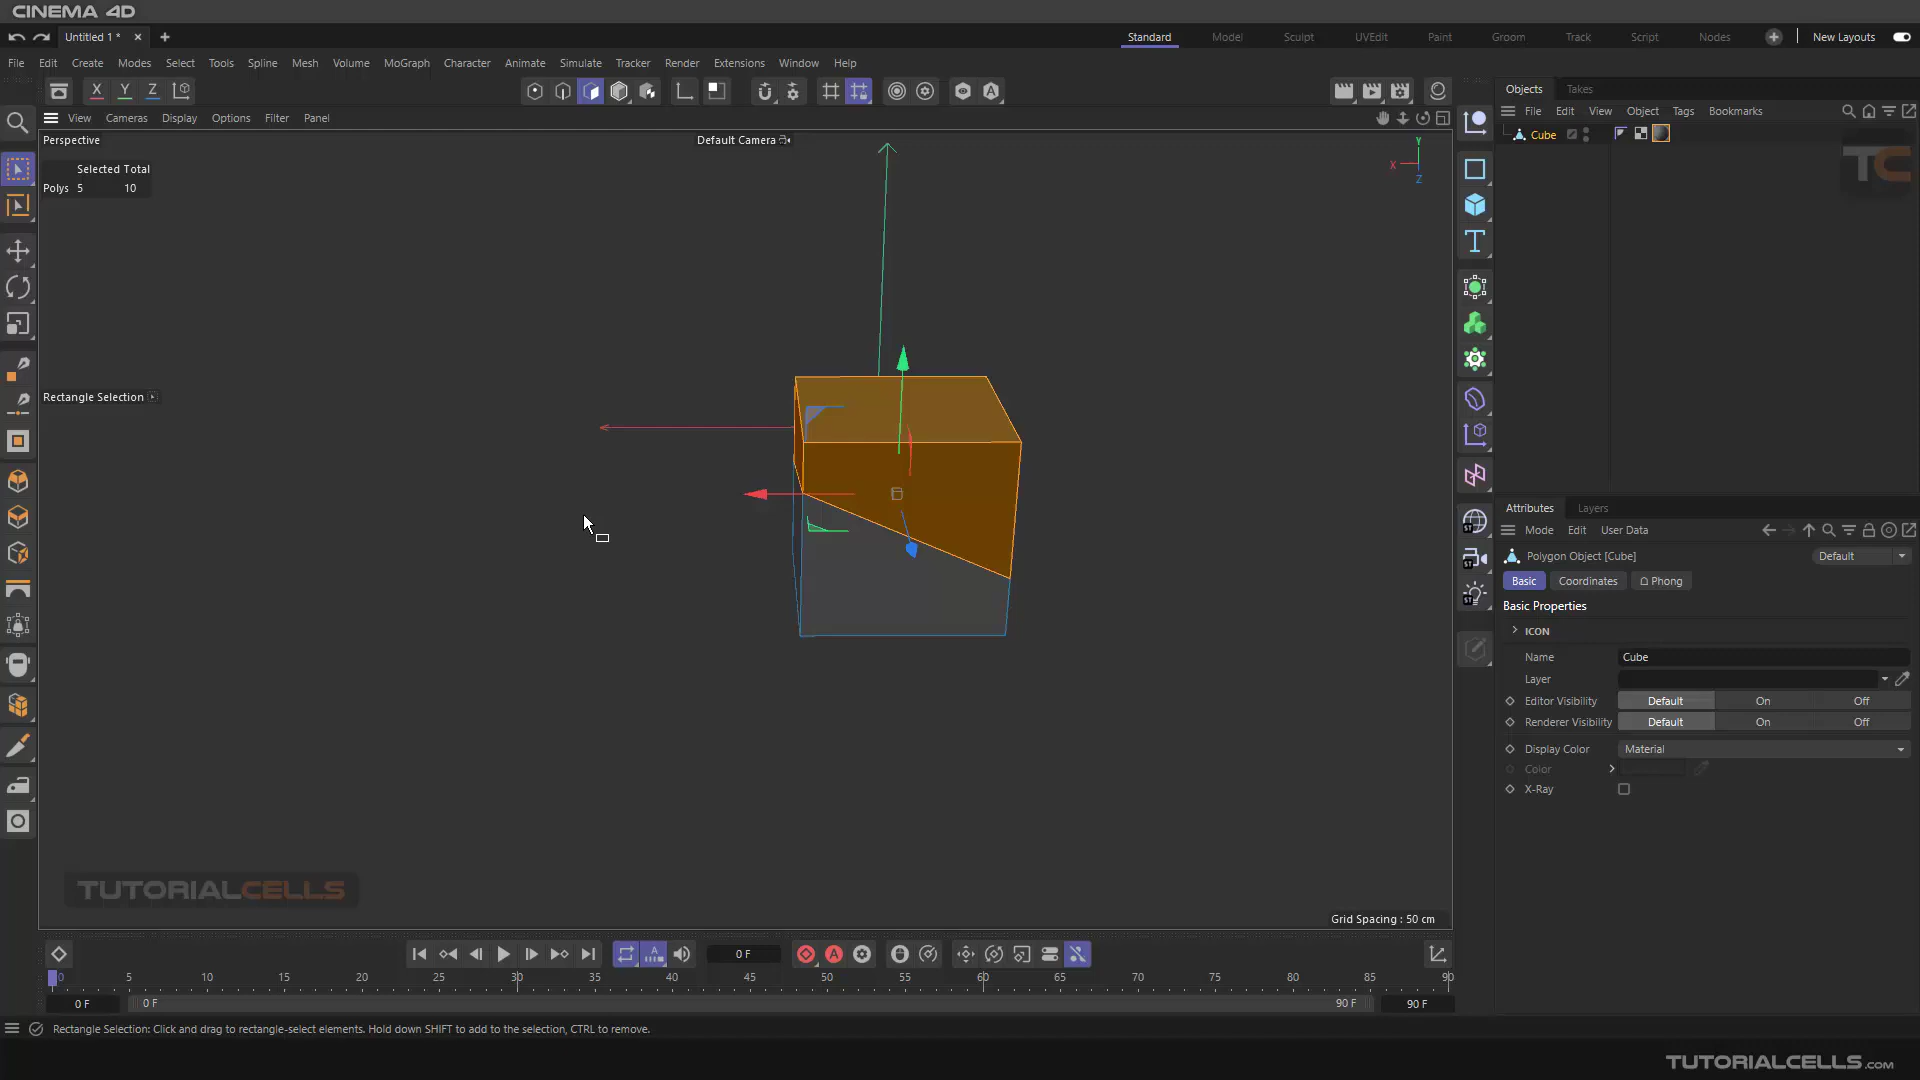 CINEMA 4D
Untitled 1 *
Standard Model Sculpt UVEdit Paint Groom Track Script Nodes New Layouts
File Edit Create Modes Select Tools Spline Mesh Volume MoGraph Character Animate Simulate Tracker Render Extensions Window Help
X Y Z
View Cameras Display Options Filter Panel
Perspective
Default Camera
Selected Total
Polys 5 10
Rectangle Selection
Y
X
Z
TUTORIALCELLS
Grid Spacing : 50 cm
Objects Takes
File Edit View Object Tags Bookmarks
Cube
TC
Attributes Layers
Mode Edit User Data
Polygon Object [Cube] Default
Basic Coordinates Phong
Basic Properties
ICON
Name Cube
Layer
Editor Visibility Default On Off
Renderer Visibility Default On Off
Display Color Material
Color
X-Ray
ST
ST
ST
0 F
0 5 10 15 20 25 30 35 40 45 50 55 60 65 70 75 80 85 90
0 F 0 F 90 F 90 F
Rectangle Selection: Click and drag to rectangle-select elements. Hold down SHIFT to add to the selection, CTRL to remove.
TUTORIALCELLS.COM